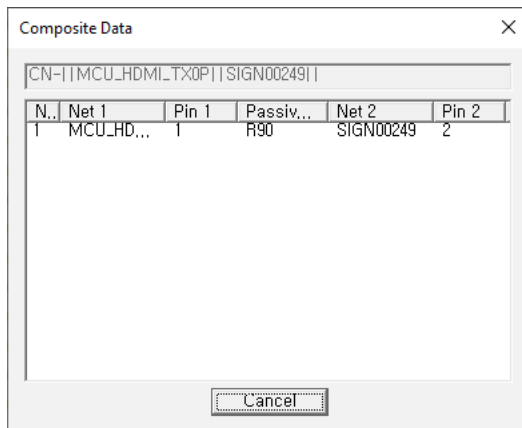 Composite Data
CN-||MCU_HDMI_TX0P||SIGN00249||
N.. Net 1 Pin 1 Passiv... Net 2 Pin 2
1 MCU_HD... 1 R90 SIGN00249 2
Cancel